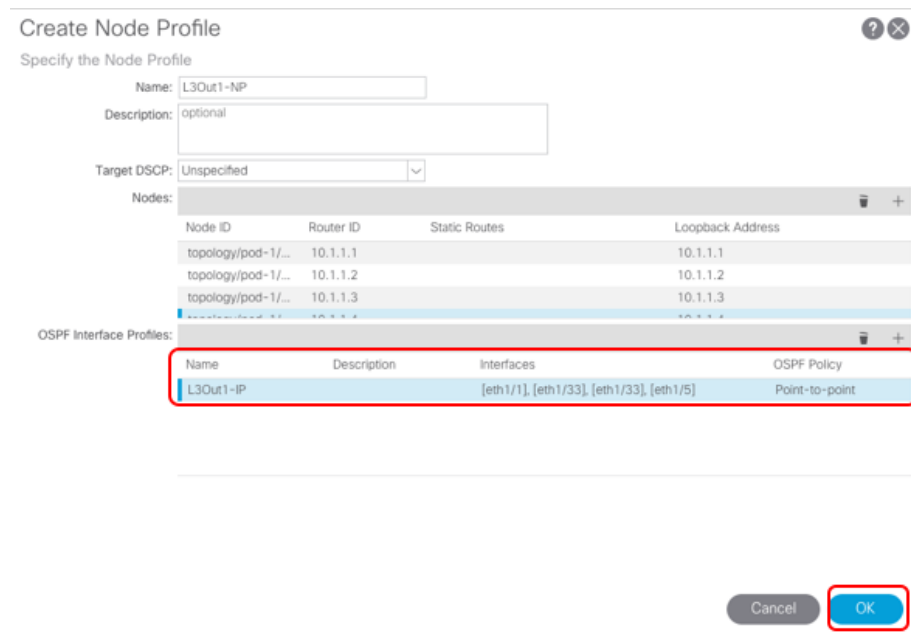 Create Node Profile
Specify the Node Profile
Name: L3Out1-NP
Description: optional
Target DSCP: Unspecified
Nodes:
Node ID Router ID Static Routes Loopback Address
topology/pod-1/... 10.1.1.1 10.1.1.1
topology/pod-1/... 10.1.1.2 10.1.1.2
topology/pod-1/... 10.1.1.3 10.1.1.3
OSPF Interface Profiles:
Name Description Interfaces OSPF Policy
L3Out1-IP [eth1/1], [eth1/33], [eth1/33], [eth1/5] Point-to-point
Cancel OK